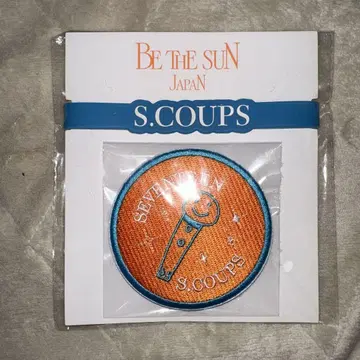 BE THE SUN
JAPAN
S.COUPS
SEVENTEEN
S.COUPS